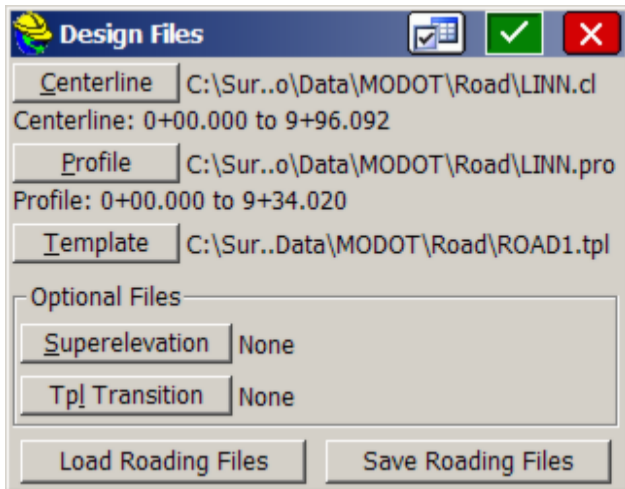 Design Files
Centerline C:\Sur..o\Data\MODOT\Road\LINN.cl
Centerline: 0+00.000 to 9+96.092
Profile C:\Sur..o\Data\MODOT\Road\LINN.pro
Profile: 0+00.000 to 9+34.020
Template C:\Sur..Data\MODOT\Road\ROAD1.tpl
Optional Files
Superelevation None
Tpl Transition None
Load Roading Files Save Roading Files